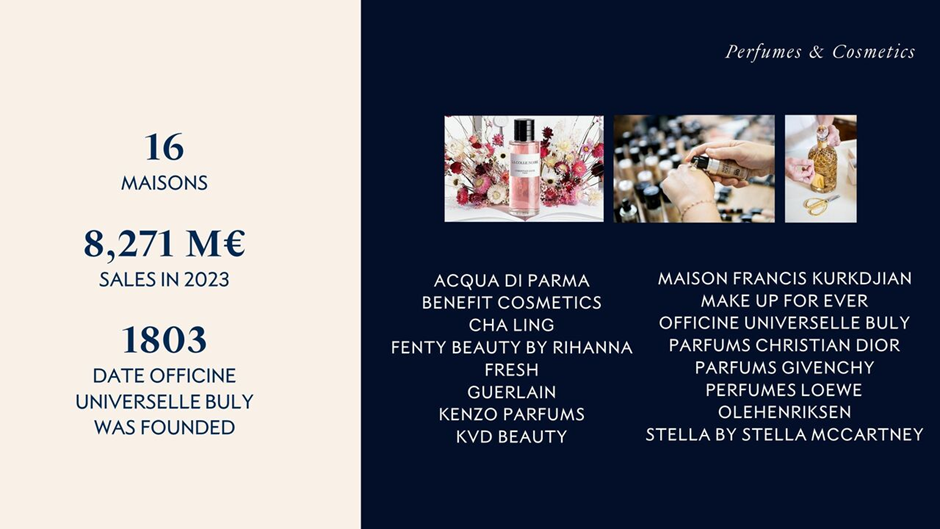 Perfumes & Cosmetics
16
MAISONS
8,271 M€
SALES IN 2023
1803
DATE OFFICINE
UNIVERSELLE BULY
WAS FOUNDED
ACQUA DI PARMA
BENEFIT COSMETICS
CHA LING
FENTY BEAUTY BY RIHANNA
FRESH
GUERLAIN
KENZO PARFUMS
KVD BEAUTY
MAISON FRANCIS KURKDJIAN
MAKE UP FOR EVER
OFFICINE UNIVERSELLE BULY
PARFUMS CHRISTIAN DIOR
PARFUMS GIVENCHY
PERFUMES LOEWE
OLEHENRIKSEN
STELLA BY STELLA MCCARTNEY